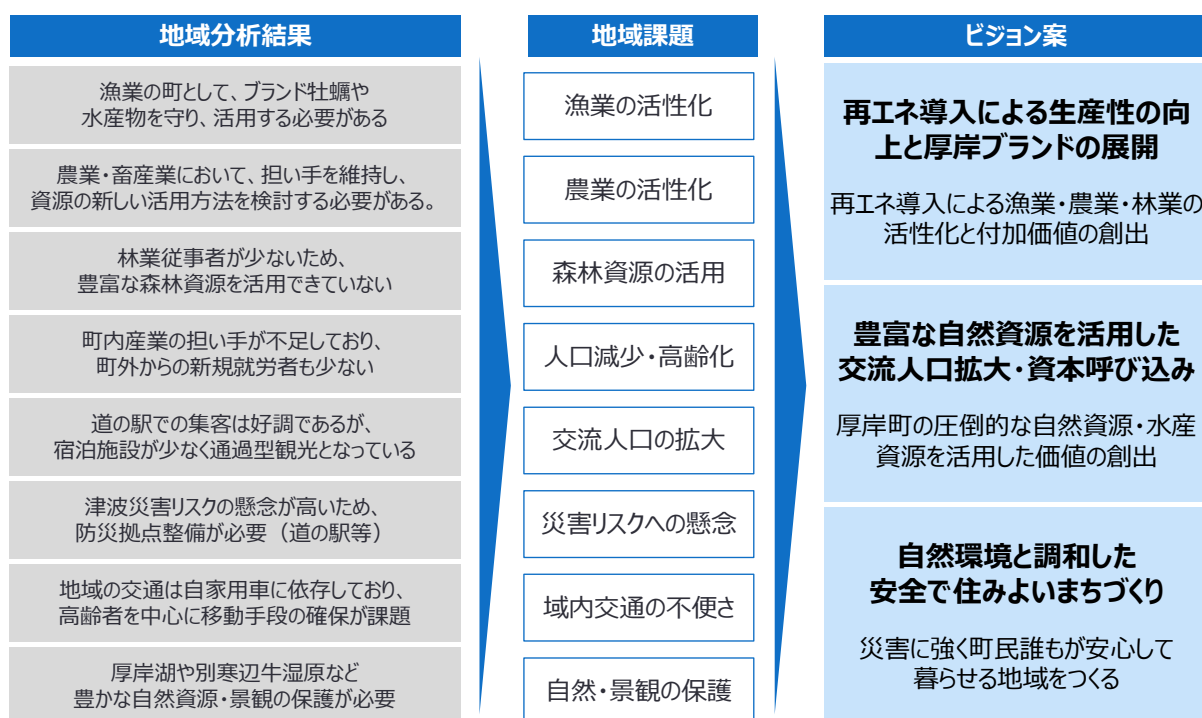 地域分析結果
漁業の町として、ブランド牡蠣や
水産物を守り、活用する必要がある
農業・畜産業において、担い手を維持し、
資源の新しい活用方法を検討する必要がある。
林業従事者が少ないため、
豊富な森林資源を活用できていない
町内産業の担い手が不足しており、
町外からの新規就労者も少ない
道の駅での集客は好調であるが、
宿泊施設が少なく通過型観光となっている
津波災害リスクの懸念が高いため、
防災拠点整備が必要（道の駅等）
地域の交通は自家用車に依存しており、
高齢者を中心に移動手段の確保が課題
厚岸湖や別寒辺牛湿原など
豊かな自然資源・景観の保護が必要
地域課題
漁業の活性化
農業の活性化
森林資源の活用
人口減少・高齢化
交流人口の拡大
災害リスクへの懸念
域内交通の不便さ
自然・景観の保護
ビジョン案
再エネ導入による生産性の向
上と厚岸ブランドの展開
再エネ導入による漁業・農業・林業の
活性化と付加価値の創出
豊富な自然資源を活用した
交流人口拡大・資本呼び込み
厚岸町の圧倒的な自然資源・水産
資源を活用した価値の創出
自然環境と調和した
安全で住みよいまちづくり
災害に強く町民誰もが安心して
暮らせる地域をつくる